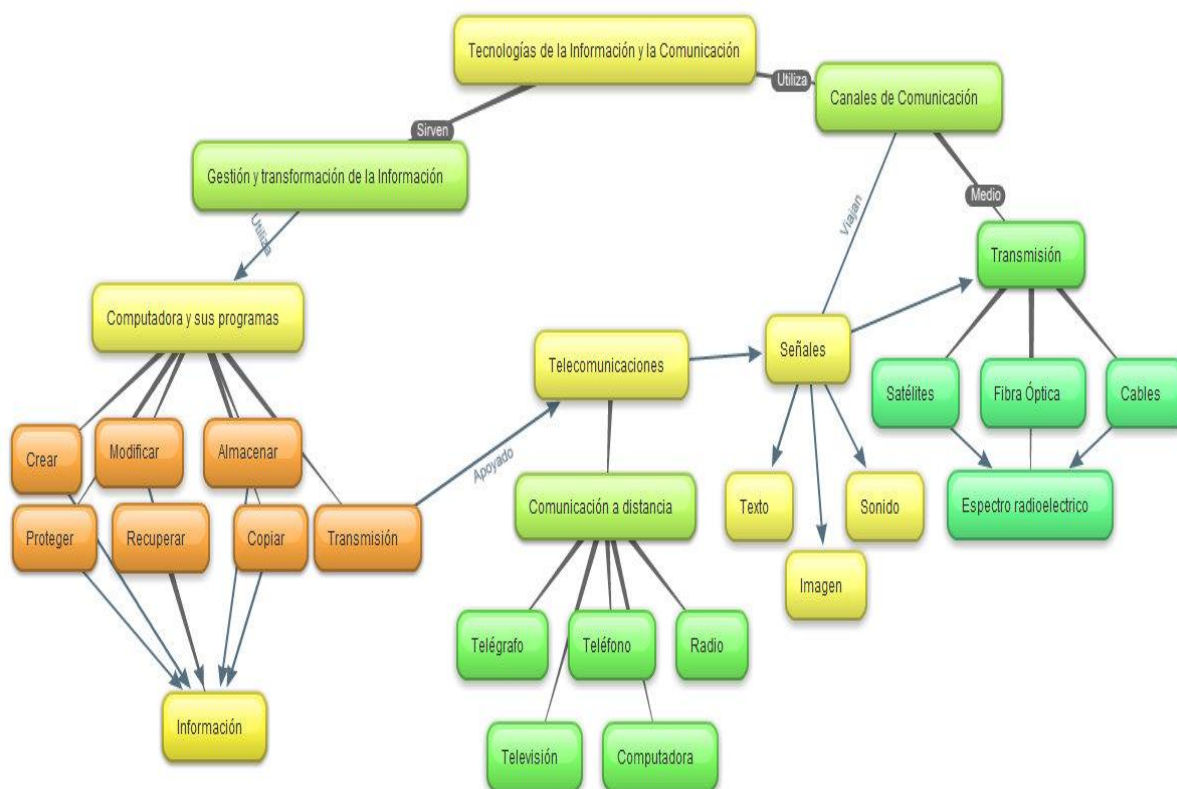 Tecnologías de la Información y la Comunicación
Utiliza
Canales de Comunicación
Sirven
Gestión y transformación de la Información
Utiliza
Viajan
Medio
Transmisión
Computadora y sus programas
Señales
Telecomunicaciones
Satélites
Fibra Óptica
Cables
Crear
Modificar
Almacenar
Apoyado
Texto
Sonido
Espectro radioelectrico
Comunicación a distancia
Proteger
Recuperar
Copiar
Transmisión
Imagen
Telégrafo
Teléfono
Radio
Información
Televisión
Computadora